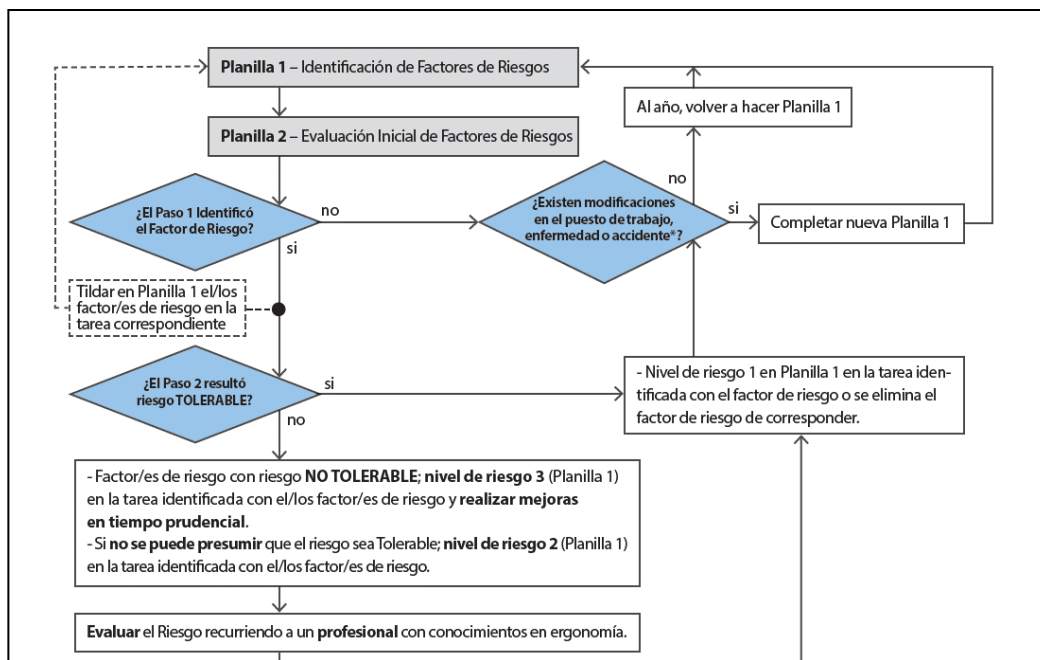 Planilla 1 – Identificación de Factores de Riesgos
Planilla 2 – Evaluación Inicial de Factores de Riesgos
Al año, volver a hacer Planilla 1
¿El Paso 1 Identificó
el Factor de Riesgo?
no
si
¿Existen modificaciones
en el puesto de trabajo,
enfermedad o accidente*?
no
si
Completar nueva Planilla 1
Tildar en Planilla 1 el/los
factor/es de riesgo en la
tarea correspondiente
¿El Paso 2 resultó
riesgo TOLERABLE?
si
no
- Nivel de riesgo 1 en Planilla 1 en la tarea iden-
tificada con el factor de riesgo o se elimina el
factor de riesgo de corresponder.
- Factor/es de riesgo con riesgo NO TOLERABLE; nivel de riesgo 3 (Planilla 1)
en la tarea identificada con el/los factor/es de riesgo y realizar mejoras
en tiempo prudencial.
- Si no se puede presumir que el riesgo sea Tolerable; nivel de riesgo 2 (Planilla 1)
en la tarea identificada con el/los factor/es de riesgo.
Evaluar el Riesgo recurriendo a un profesional con conocimientos en ergonomía.